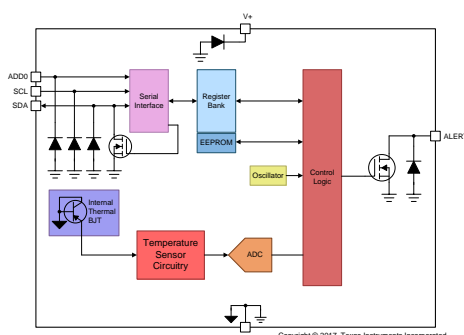 V+
ADD0
SCL
SDA
Serial
Interface
Register
Bank
EEPROM
ALERT
Oscillator
Control
Logic
Internal
Thermal
BJT
Temperature
Sensor
Circuitry
ADC
Copyright © 2017, Texas Instruments Incorporated